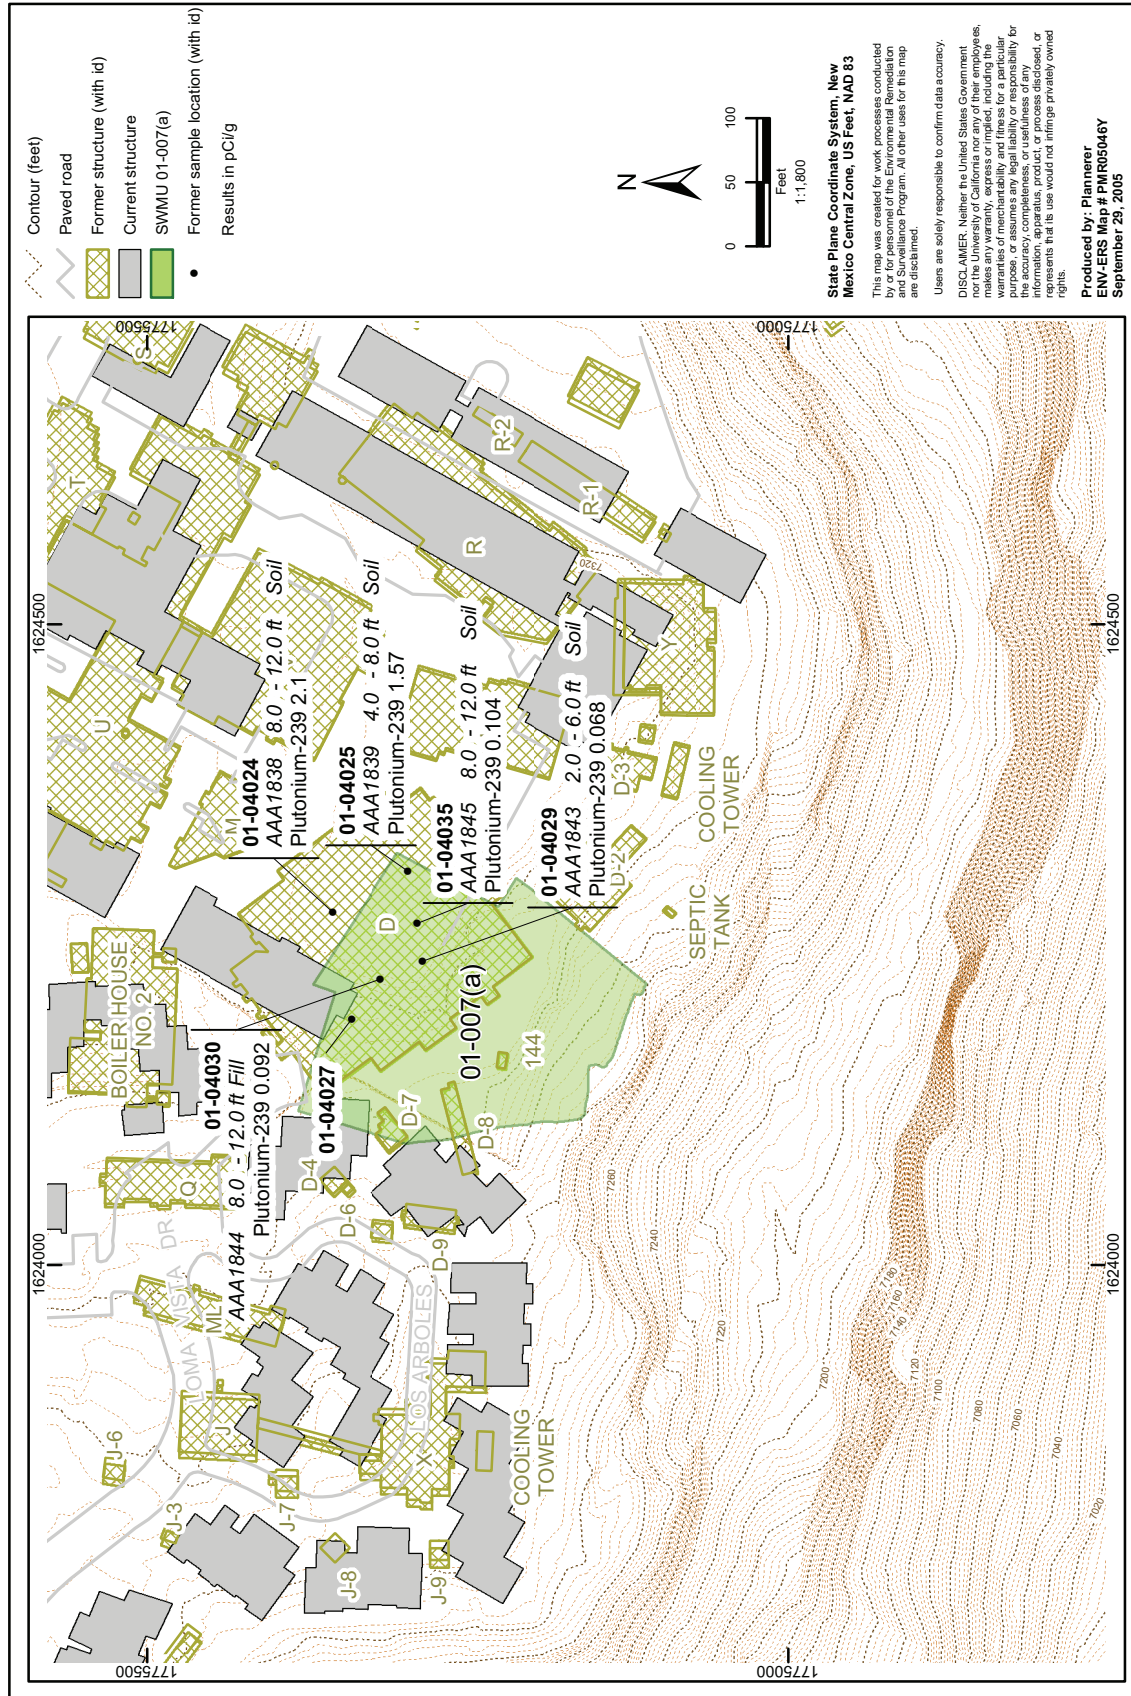 Contour (feet)
Paved road
Former structure (with id)
Current structure
SWMU 01-007(a)
Former sample location (with id)
Results in pCi/g
N
0 50 100
Feet
1:1,800
State Plane Coordinate System, New
Mexico Central Zone, US Feet, NAD 83
This map was created for work processes conducted
by or for personnel of the Environmental Remediation
and Surveillance Program. All other uses for this map
are disclaimed.
Users are solely responsible to confirm data accuracy.
DISCLAIMER. Neither the United States Government
nor the University of California nor any of their employees,
makes any warranty, express or implied, including the
warranties of merchantability and fitness for a particular
purpose, or assumes any legal liability or responsibility for
the accuracy, completeness, or usefulness of any
information, apparatus, product, or process disclosed, or
represents that its use would not infringe privately owned
rights.
Produced by: Plannerer
ENV-ERS Map # PMR05046Y
September 29, 2005
1624000
1624500
1775500
1775500
1775000
1775000
1624000
1624500
J-6
J-3
J
J-7
J-8
J-9
X
ML
Q
LOMA VISTA DR
LOS ARBOLES
COOLING
TOWER
BOILER HOUSE
NO. 2
U
T
S
M
D
R
R-1
R-2
Y
D-2
D-3
D-4
D-6
D-7
D-8
D-9
144
SEPTIC
TANK
COOLING
TOWER
01-007(a)
01-04024
AAA1838 8.0 - 12.0 ft Soil
Plutonium-239 2.1
01-04025
AAA1839 4.0 - 8.0 ft Soil
Plutonium-239 1.57
01-04035
AAA1845 8.0 - 12.0 ft Soil
Plutonium-239 0.104
01-04029
AAA1843 2.0 - 6.0 ft Soil
Plutonium-239 0.068
01-04030
AAA1844 8.0 - 12.0 ft Fill
Plutonium-239 0.092
01-04027
7320
7260
7240
7220
7200
7180
7160
7140
7120
7100
7080
7060
7040
7020